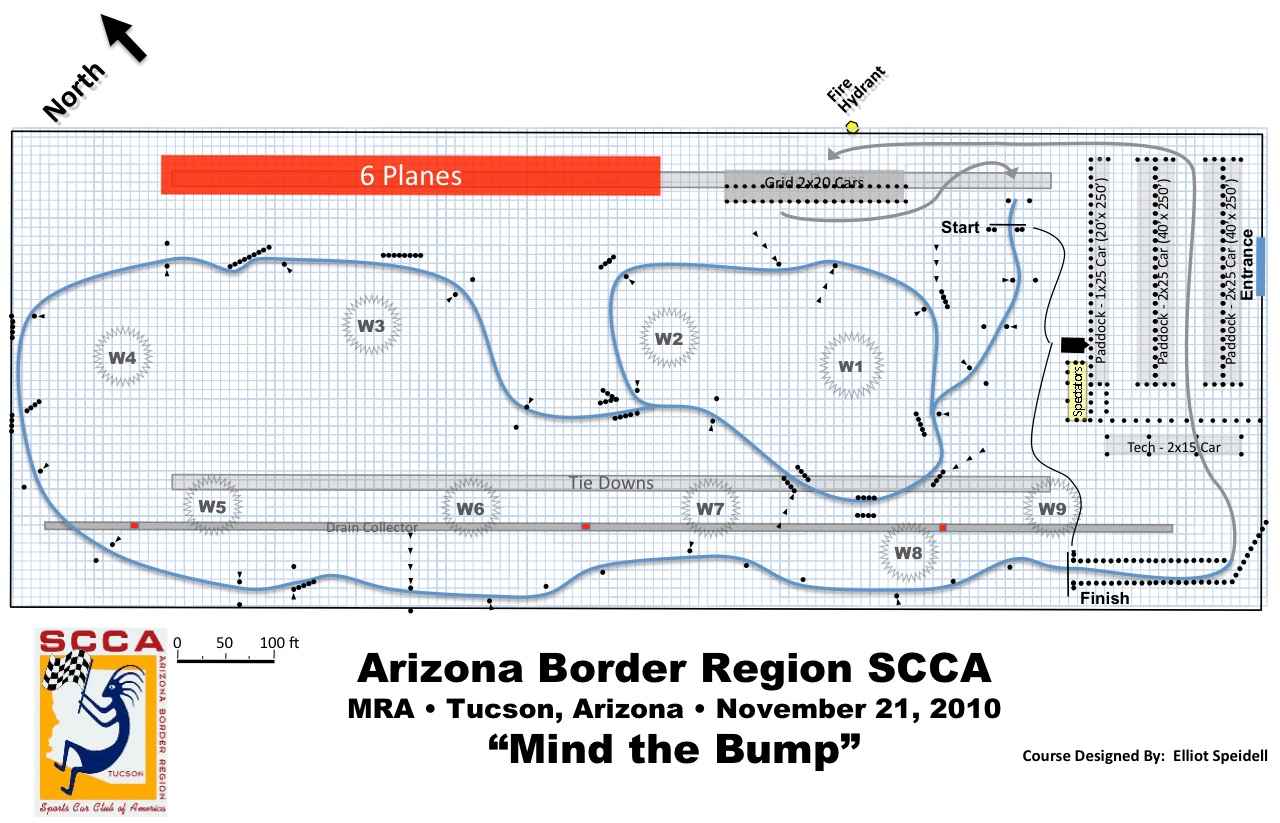 North
Fire
Hydrant
6 Planes
Grid 2x20 Cars
Start
Paddock - 1x25 Car (20'x 250')
Paddock - 2x25 Car (40'x 250')
Paddock - 2x25 Car (40'x 250')
Entrance
W3
W4
W2
W1
Spectators
Tech - 2x15 Car
Tie Downs
W5
W6
W7
W9
Drain Collector
W8
Finish
SCCA
ARIZONA BORDER REGION
TUCSON
Sports Car Club of America
0 50 100 ft
Arizona Border Region SCCA
MRA • Tucson, Arizona • November 21, 2010
“Mind the Bump”
Course Designed By: Elliot Speidell